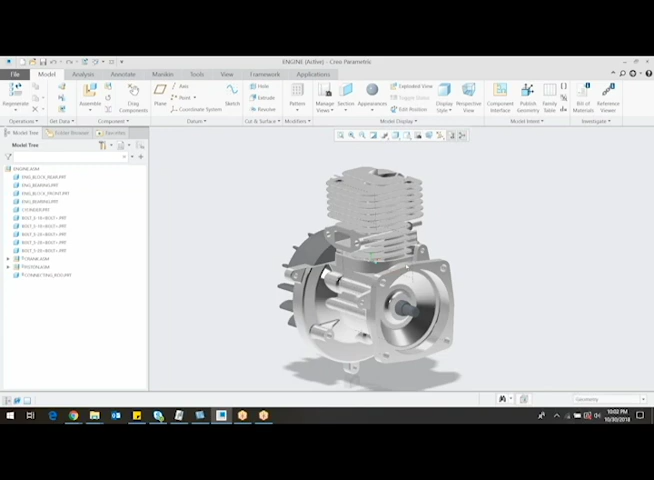 ENGINE (Active) - Creo Parametric
File Model Analysis Annotate Manikin Tools View Framework Applications
Regenerate
Assemble
Drag Components
Plane
Axis
Point
Coordinate System
Sketch
Hole
Extrude
Revolve
Pattern
Manage Views
Section
Appearances
Exploded View
Display Style
Perspective View
Component Interface
Publish Geometry
Family Table
Bill of Materials
Reference Viewer
Operations Get Data Component Datum Cut & Surface Modifiers Model Display Model Intent Investigate
Model Tree Folder Browser Favorites
Model Tree
ENGINE.ASM
ENG_BLOCK_REAR.PRT
ENG_BEARING.PRT
ENG_BLOCK_FRONT.PRT
ENG_BEARING.PRT
CYLINDER.PRT
CRANK.ASM
PISTON.ASM
CONNECTING_ROD.PRT
Geometry
10:02 PM
10/30/2018